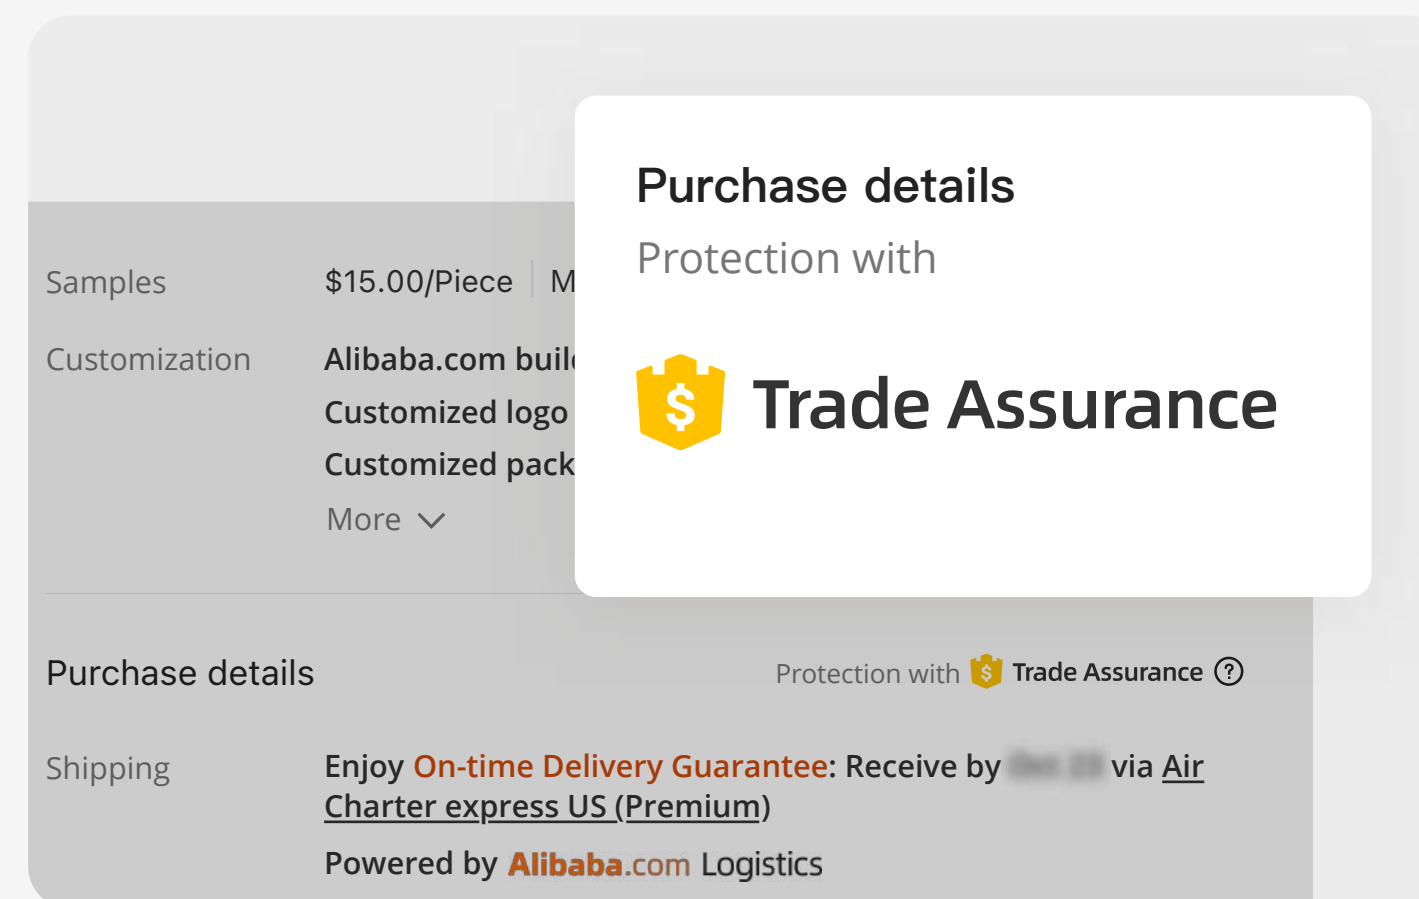 Purchase details
Protection with
Trade Assurance
Samples $15.00/Piece
Customization Alibaba.com
Customized logo
Customized
More
Purchase details Protection with Trade Assurance ?
Shipping Enjoy On-time Delivery Guarantee: Receive by via Air
Charter express US (Premium)
Powered by Alibaba.com Logistics